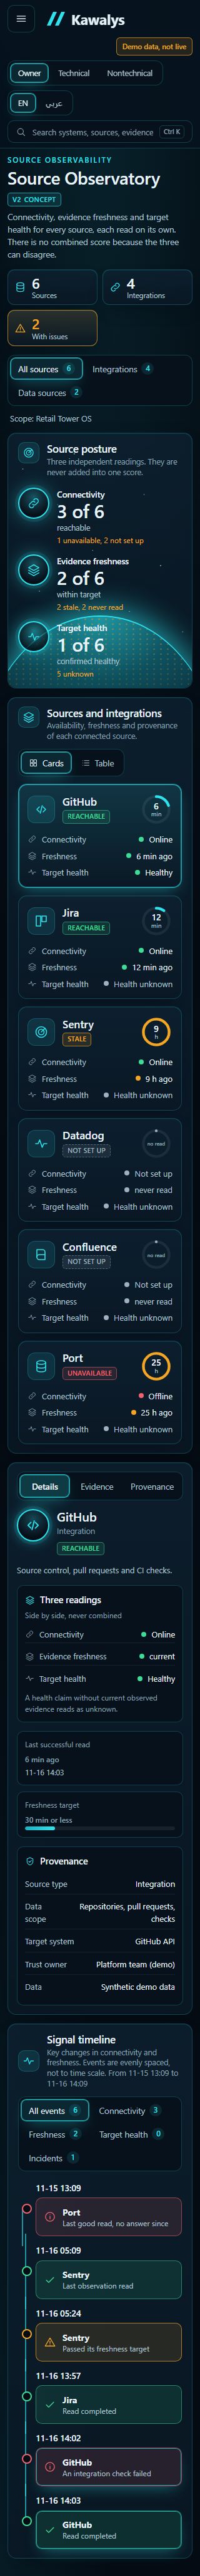 Kawalys
Demo data, not live
Owner
Technical
Nontechnical
EN
عربي
Search systems, sources, evidence
Ctrl K
SOURCE OBSERVABILITY
Source Observatory
V2 CONCEPT
Connectivity, evidence freshness and target
health for every source, each read on its own.
There is no combined score because the three
can disagree.
6
Sources
4
Integrations
2
With issues
All sources 6
Integrations 4
Data sources 2
Scope: Retail Tower OS
Source posture
Three independent readings. They are
never added into one score.
Connectivity
3 of 6
reachable
1 unavailable, 2 not set up
Evidence freshness
2 of 6
within target
2 stale, 2 never read
Target health
1 of 6
confirmed healthy
5 unknown
Sources and integrations
Availability, freshness and provenance
of each connected source.
Cards
Table
GitHub
REACHABLE
6
min
Connectivity
Online
Freshness
6 min ago
Target health
Healthy
Jira
REACHABLE
12
min
Connectivity
Online
Freshness
12 min ago
Target health
Health unknown
Sentry
STALE
9
h
Connectivity
Online
Freshness
9 h ago
Target health
Health unknown
Datadog
NOT SET UP
no read
Connectivity
Not set up
Freshness
never read
Target health
Health unknown
Confluence
NOT SET UP
no read
Connectivity
Not set up
Freshness
never read
Target health
Health unknown
Port
UNAVAILABLE
25
h
Connectivity
Offline
Freshness
25 h ago
Target health
Health unknown
Details
Evidence
Provenance
GitHub
Integration
REACHABLE
Source control, pull requests and CI checks.
Three readings
Side by side, never combined
Connectivity
Online
Evidence freshness
current
Target health
Healthy
A health claim without current observed
evidence reads as unknown.
Last successful read
6 min ago
11-16 14:03
Freshness target
30 min or less
Provenance
Source type
Integration
Data
scope
Repositories, pull requests,
checks
Target system
GitHub API
Trust owner
Platform team (demo)
Data
Synthetic demo data
Signal timeline
Key changes in connectivity and
freshness. Events are evenly spaced,
not to time scale. From 11-15 13:09 to
11-16 14:09
All events 6
Connectivity 3
Freshness 2
Target health 0
Incidents 1
11-15 13:09
Port
Last good read, no answer since
11-16 05:09
Sentry
Last observation read
11-16 05:24
Sentry
Passed its freshness target
11-16 13:57
Jira
Read completed
11-16 14:02
GitHub
An integration check failed
11-16 14:03
GitHub
Read completed